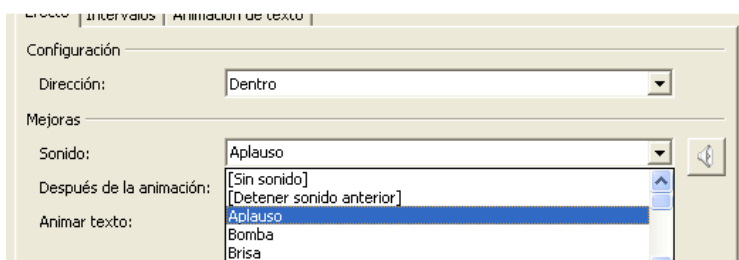 Efecto Intervalos Animación de texto
Configuración
Dirección: Dentro
Mejoras
Sonido: Aplauso
[Sin sonido]
Después de la animación: [Detener sonido anterior]
Aplauso
Animar texto: Bomba
Brisa